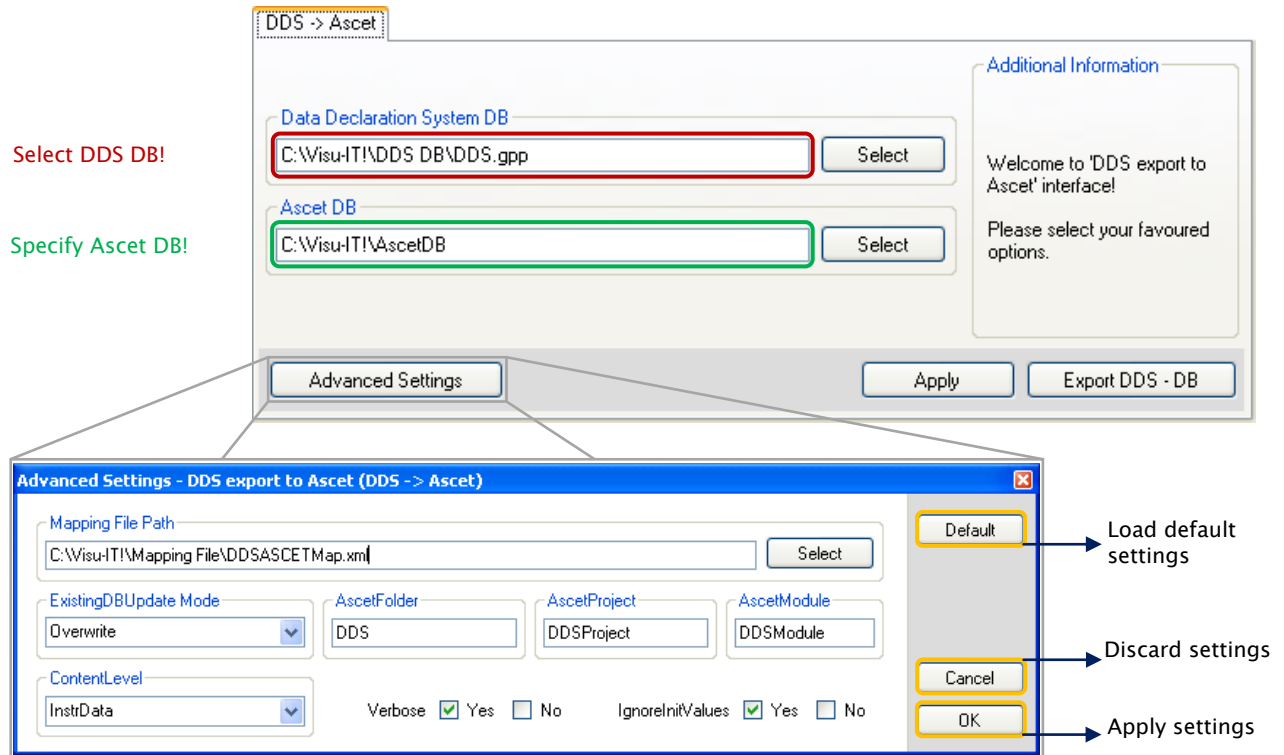 DDS -> Ascet
Additional Information
Data Declaration System DB
Select DDS DB!
C:\Visu-IT!\DDS DB\DDS.gpp
Select
Welcome to 'DDS export to
Ascet' interface!
Ascet DB
Please select your favoured
options.
Specify Ascet DB!
C:\Visu-IT!\AscetDB
Select
Advanced Settings
Apply
Export DDS - DB
Advanced Settings - DDS export to Ascet (DDS -> Ascet)
Mapping File Path
C:\Visu-IT!\Mapping File\DDSASCETMap.xml
Select
Default
Load default
settings
ExistingDBUpdate Mode
AscetFolder
AscetProject
AscetModule
Overwrite
DDS
DDSProject
DDSModule
Discard settings
ContentLevel
Cancel
InstrData
Verbose Yes No
IgnoreInitValues Yes No
OK
Apply settings